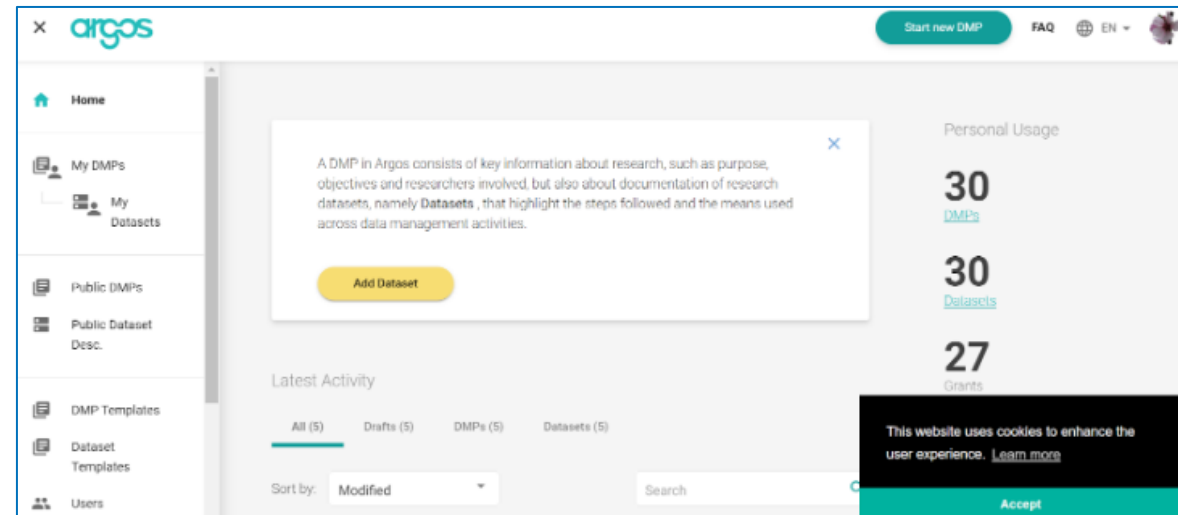 argos
Start new DMP
FAQ
EN
Home
My DMPs
My
Datasets
Public DMPs
Public Dataset
Desc.
DMP Templates
Dataset
Templates
Users
A DMP in Argos consists of key information about research, such as purpose,
objectives and researchers involved, but also about documentation of research
datasets, namely Datasets , that highlight the steps followed and the means used
across data management activities.
Add Dataset
Latest Activity
All (5) Drafts (5) DMPs (5) Datasets (5)
Sort by: Modified
Search
Personal Usage
30
DMPs
30
Datasets
27
Grants
This website uses cookies to enhance the
user experience. Learn more
Accept